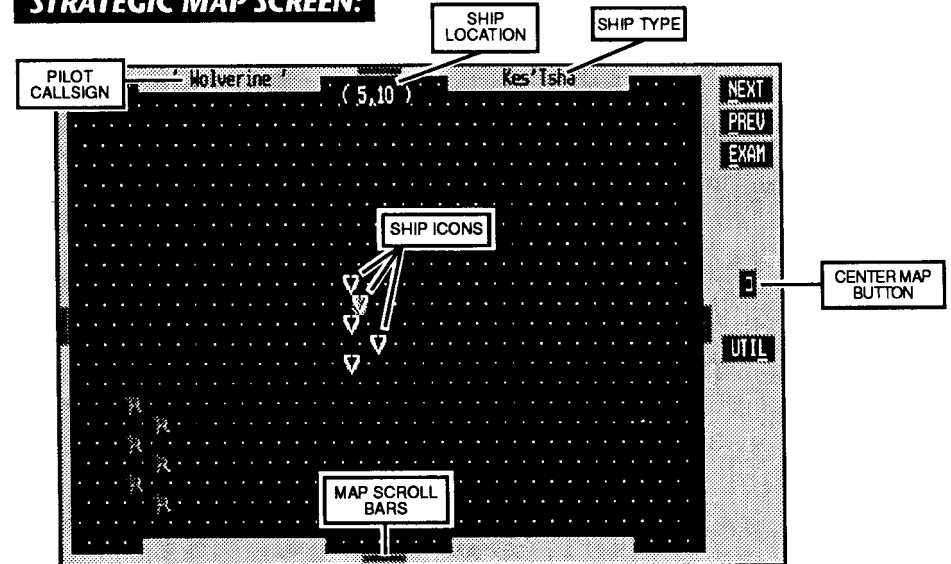 STRATEGIC MAP SCREEN:
SHIP
LOCATION
SHIP TYPE
PILOT
CALLSIGN
' Wolverine '
( 5,10 )
Kes'Tsha
NEXT
PREV
EXAM
SHIP ICONS
CENTER MAP
BUTTON
UTIL
MAP SCROLL
BARS